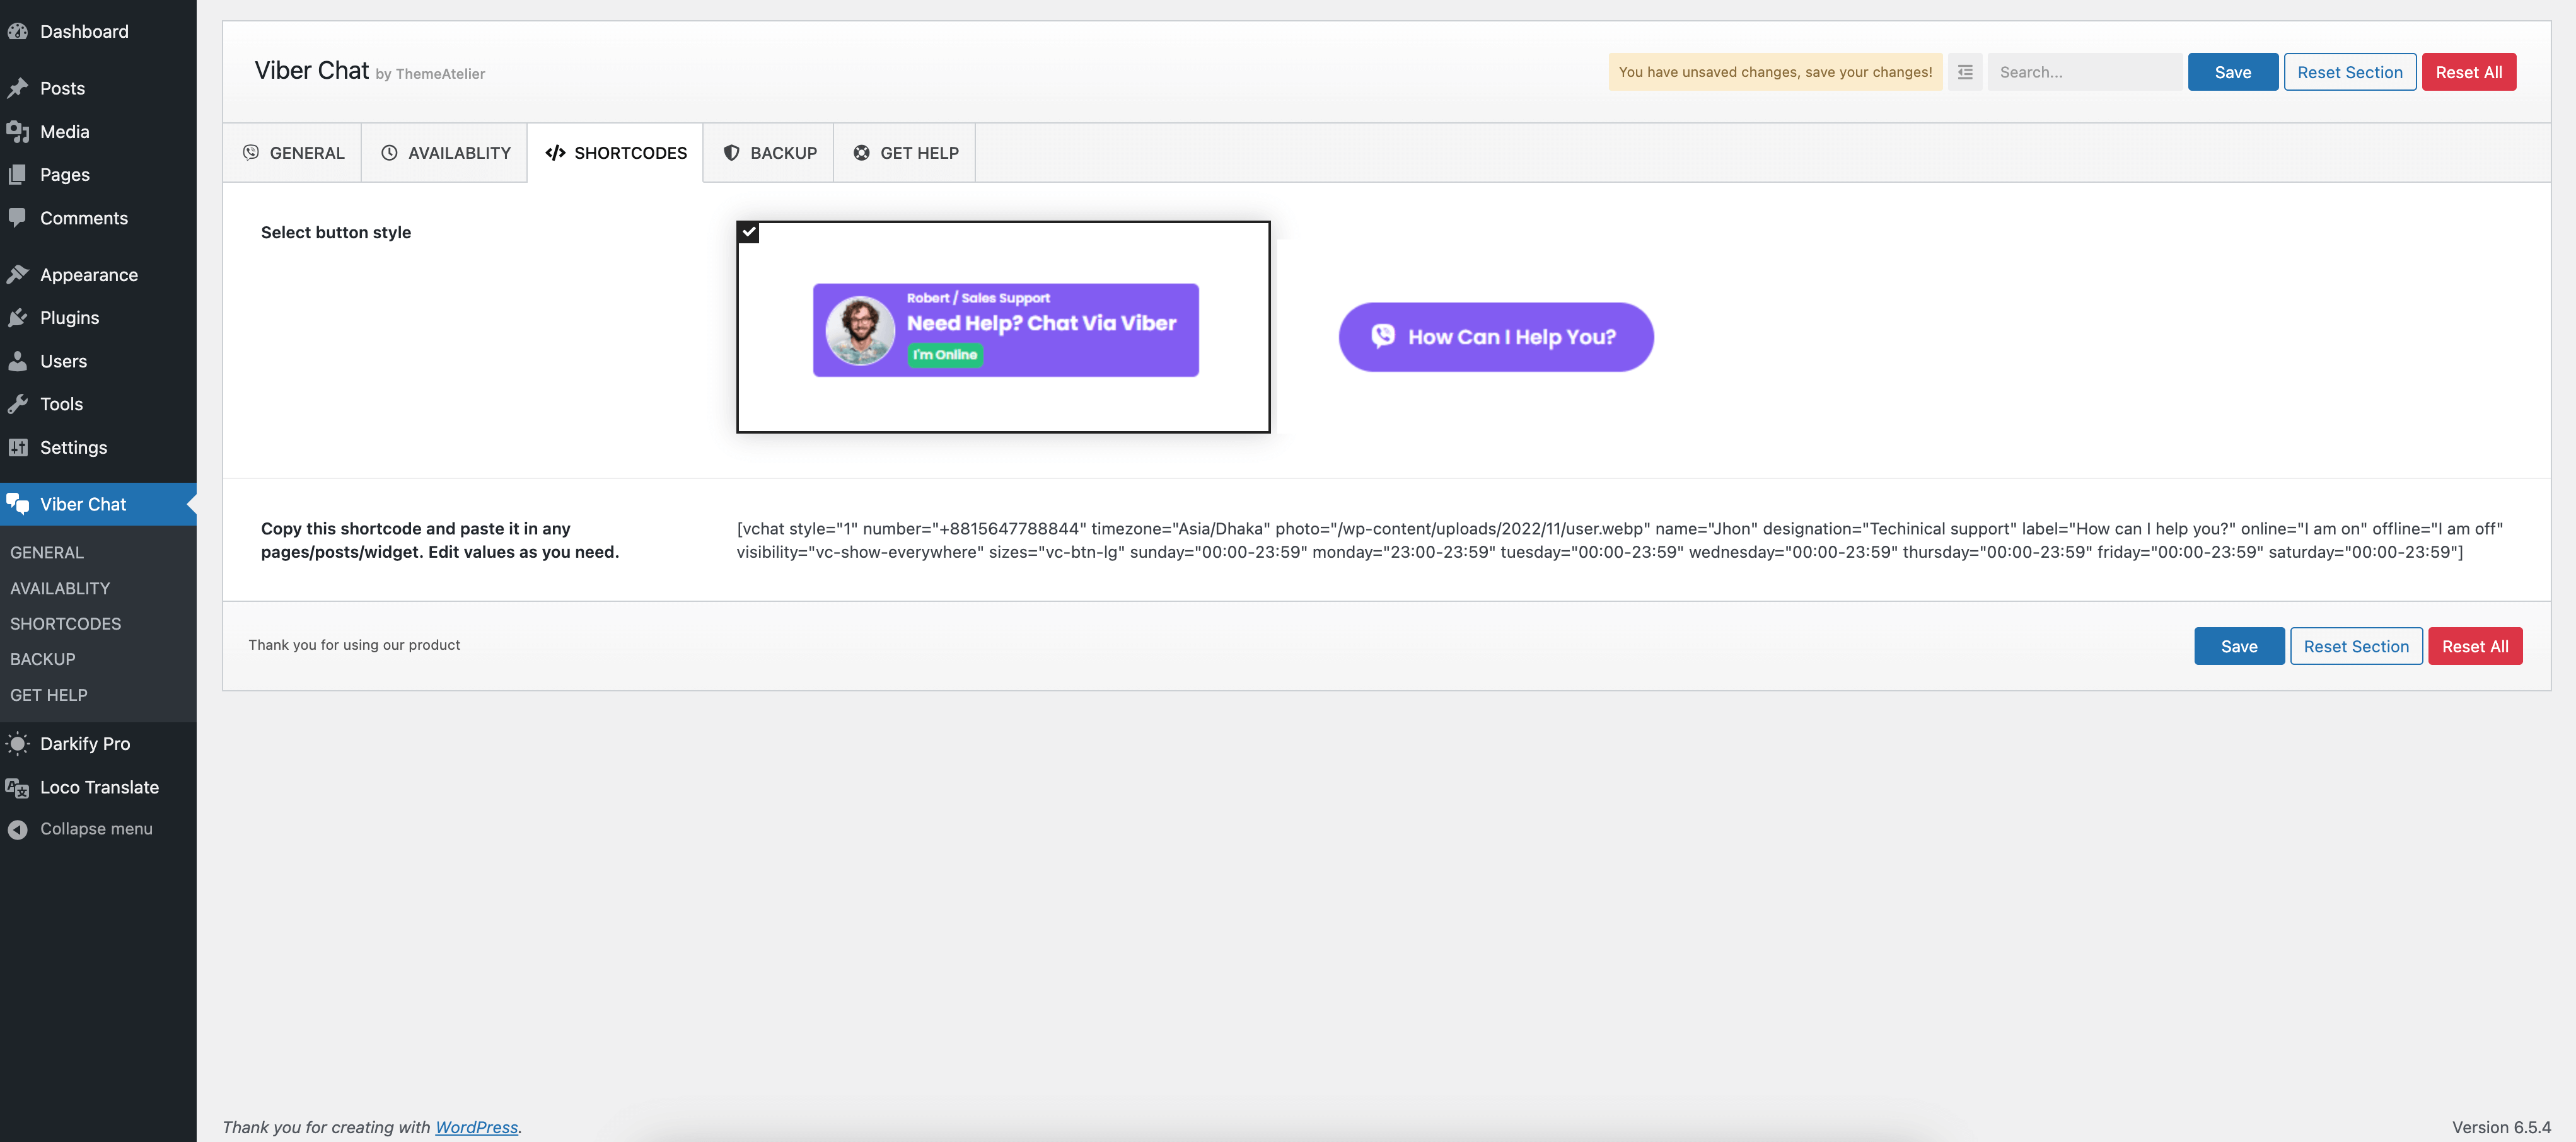 Dashboard
Posts
Media
Pages
Comments
Appearance
Plugins
Users
Tools
Settings
Viber Chat
GENERAL
AVAILABLITY
SHORTCODES
BACKUP
GET HELP
Darkify Pro
Loco Translate
Collapse menu
Viber Chat by ThemeAtelier
You have unsaved changes, save your changes!
Search...
Save
Reset Section
Reset All
GENERAL
AVAILABLITY
SHORTCODES
BACKUP
GET HELP
Select button style
Robert / Sales Support
Need Help? Chat Via Viber
I'm Online
How Can I Help You?
Copy this shortcode and paste it in any
pages/posts/widget. Edit values as you need.
[vchat style="1" number="+8815647788844" timezone="Asia/Dhaka" photo="/wp-content/uploads/2022/11/user.webp" name="Jhon" designation="Techinical support" label="How can I help you?" online="I am on" offline="I am off"
visibility="vc-show-everywhere" sizes="vc-btn-lg" sunday="00:00-23:59" monday="23:00-23:59" tuesday="00:00-23:59" wednesday="00:00-23:59" thursday="00:00-23:59" friday="00:00-23:59" saturday="00:00-23:59"]
Thank you for using our product
Save
Reset Section
Reset All
Thank you for creating with WordPress.
Version 6.5.4